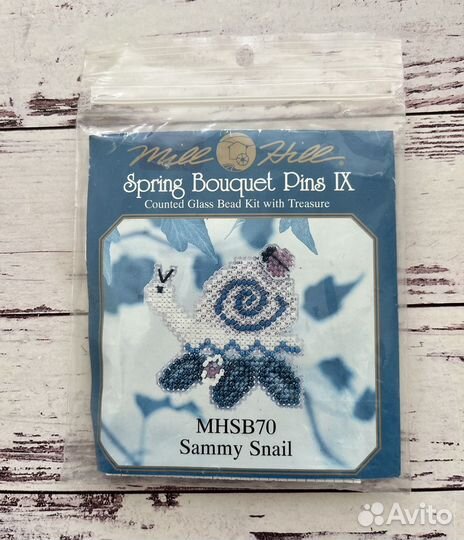 Mill Hill
Spring Bouquet Pins IX
Counted Glass Bead Kit with Treasure
MHSB70
Sammy Snail
Avito